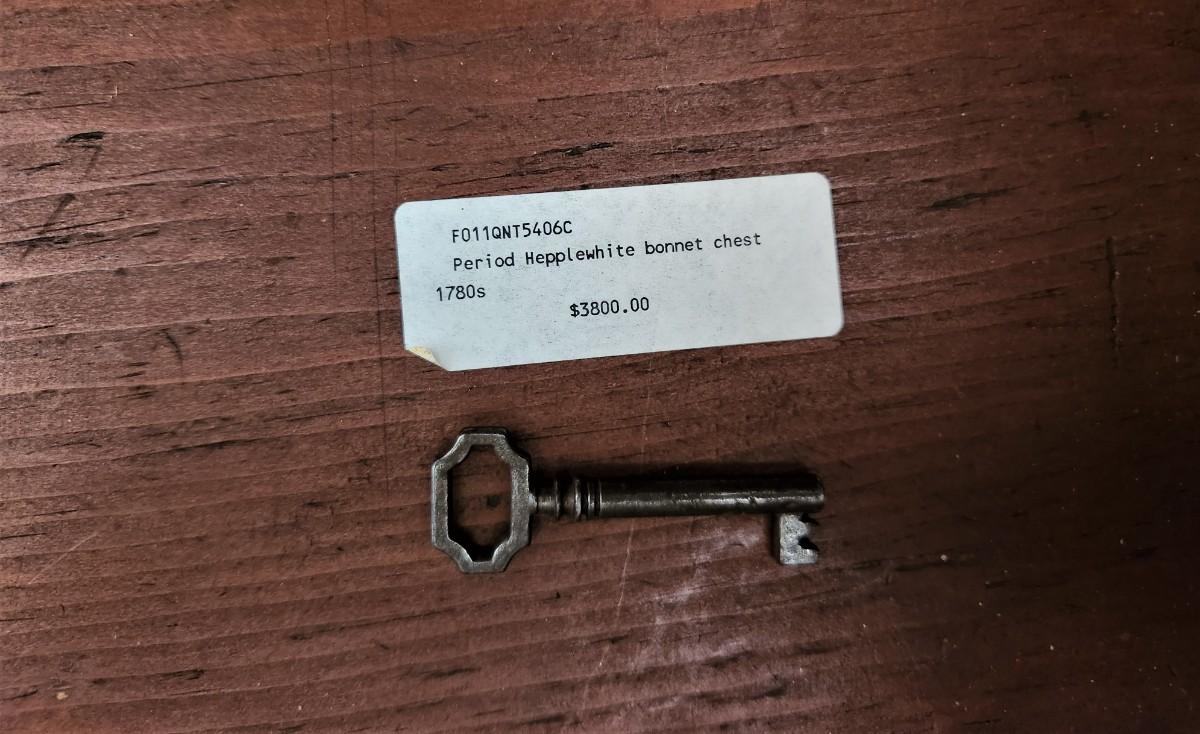 F011QNT5406C
Period Hepplewhite bonnet chest
1780s
$3800.00